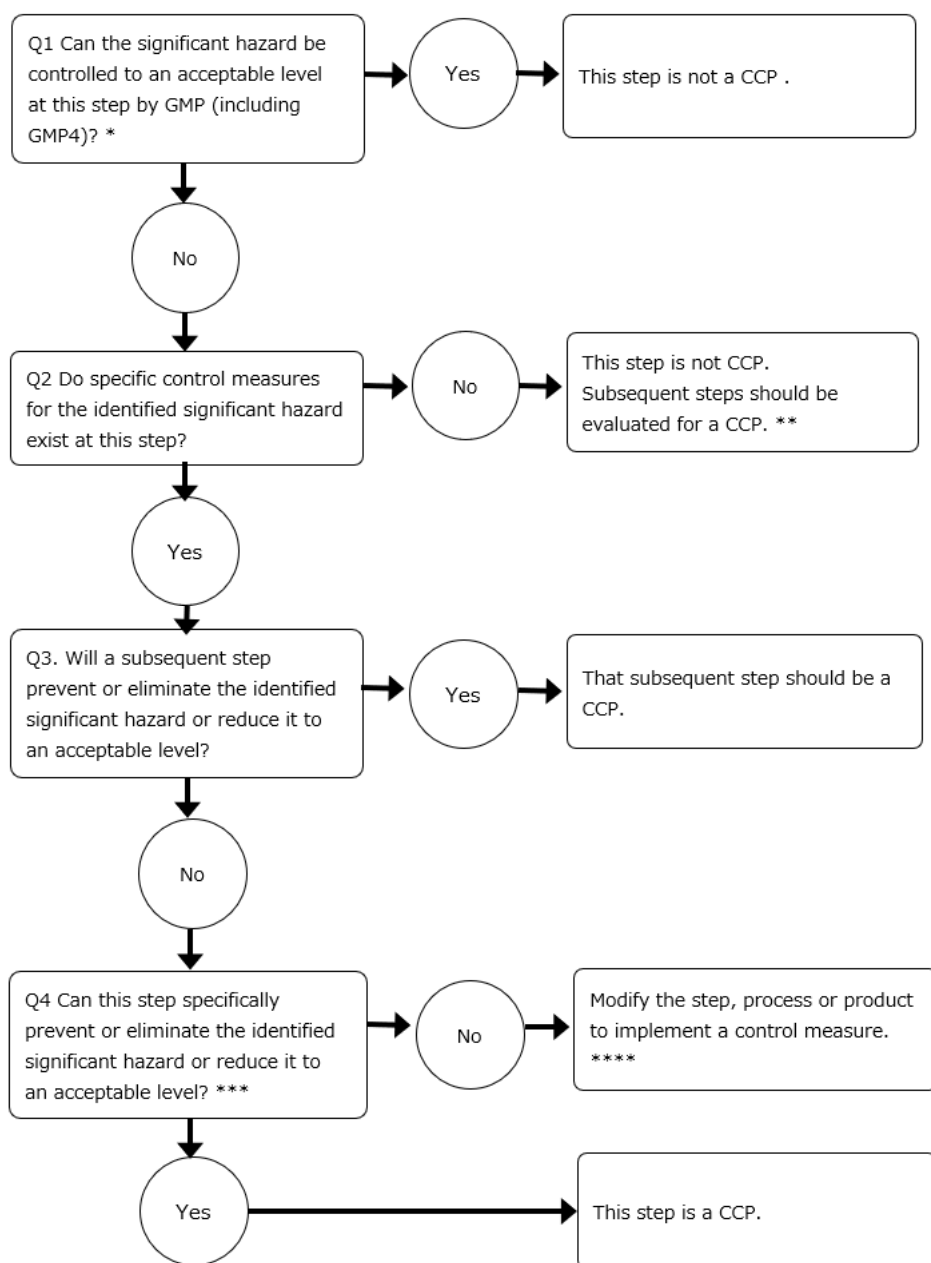 Q1 Can the significant hazard be
controlled to an acceptable level
at this step by GMP (including
GMP4)? *
Yes
This step is not a CCP .
No
Q2 Do specific control measures
for the identified significant hazard
exist at this step?
No
This step is not CCP.
Subsequent steps should be
evaluated for a CCP. **
Yes
Q3. Will a subsequent step
prevent or eliminate the identified
significant hazard or reduce it to
an acceptable level?
Yes
That subsequent step should be a
CCP.
No
Q4 Can this step specifically
prevent or eliminate the identified
significant hazard or reduce it to
an acceptable level? ***
No
Modify the step, process or product
to implement a control measure.
****
Yes
This step is a CCP.